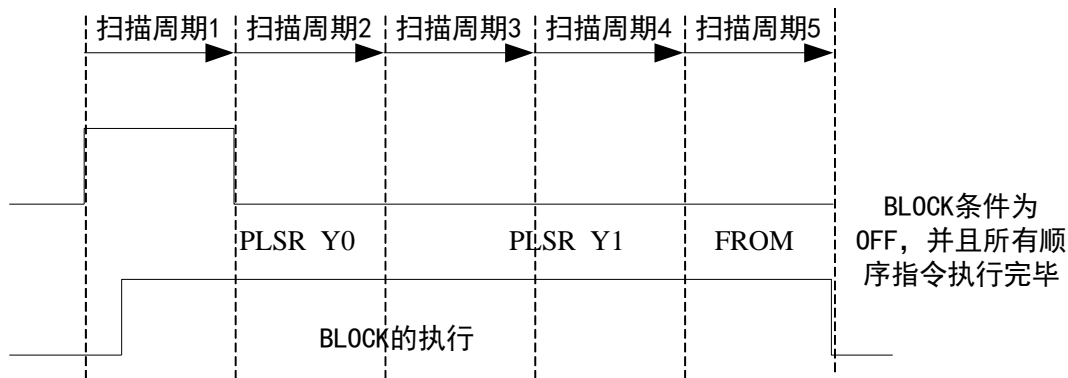 扫描周期1 扫描周期2 扫描周期3 扫描周期4 扫描周期5
PLSR Y0 PLSR Y1 FROM
BLOCK条件为
OFF，并且所有顺
序指令执行完毕
BLOCK的执行